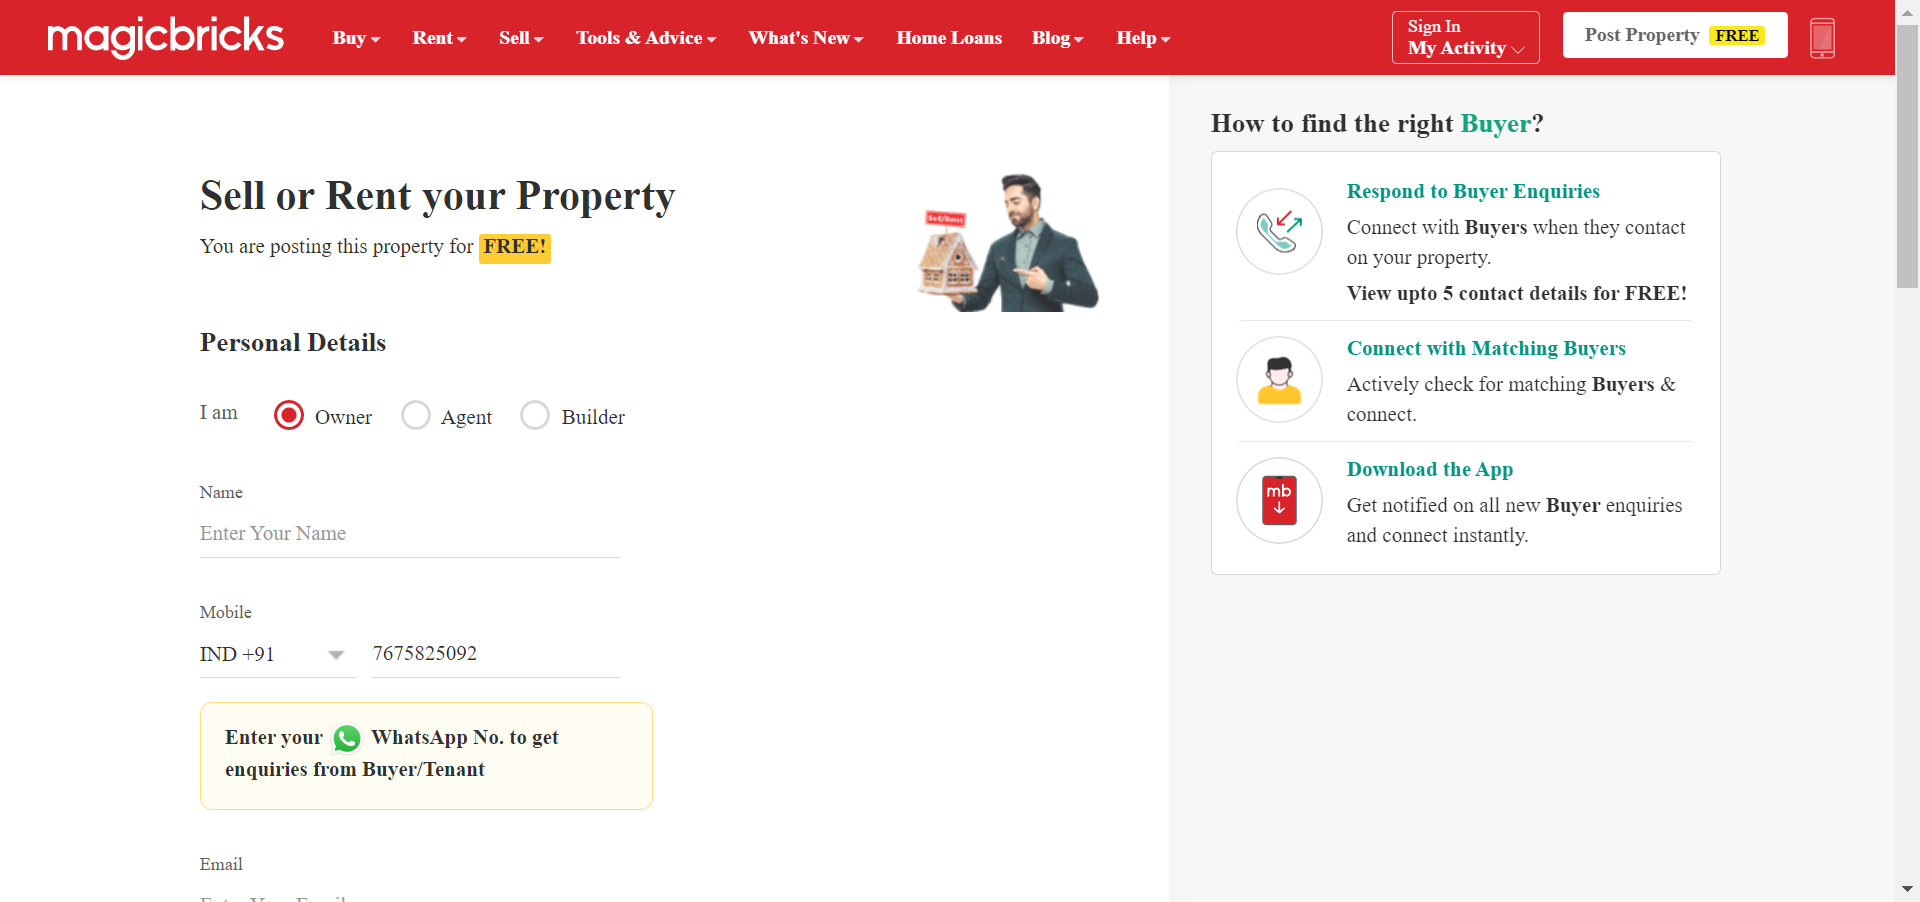 magicbricks
Buy
Rent
Sell
Tools & Advice
What's New
Home Loans
Blog
Help
Sign In
My Activity
Post Property FREE
Sell or Rent your Property
You are posting this property for FREE!
Sell/Rent
Personal Details
I am
Owner
Agent
Builder
Name
Enter Your Name
Mobile
IND +91
7675825092
Enter your WhatsApp No. to get
enquiries from Buyer/Tenant
Email
Enter Your Email
How to find the right Buyer?
Respond to Buyer Enquiries
Connect with Buyers when they contact
on your property.
View upto 5 contact details for FREE!
Connect with Matching Buyers
Actively check for matching Buyers &
connect.
mb
Download the App
Get notified on all new Buyer enquiries
and connect instantly.